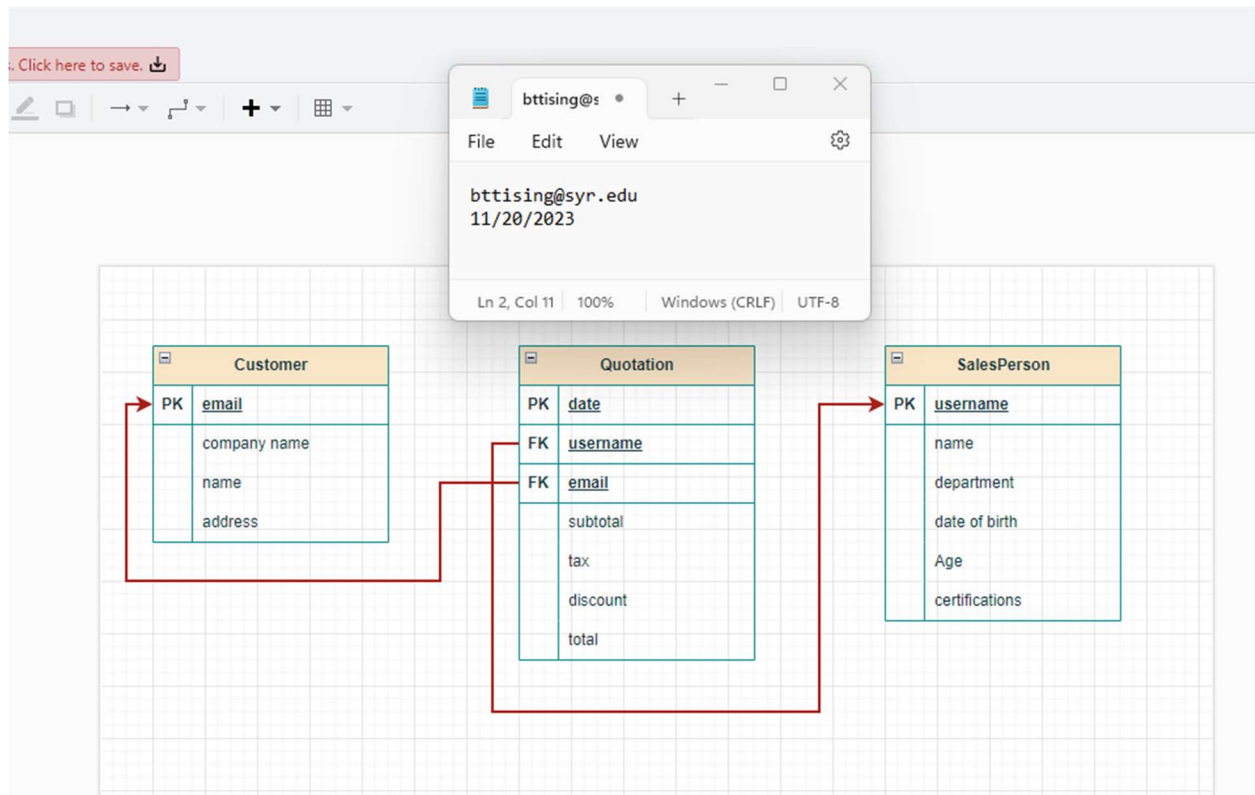 s. Click here to save.
bttising@s
File Edit View
bttising@syr.edu
11/20/2023
Ln 2, Col 11 100% Windows (CRLF) UTF-8
Customer
PK email
company name
name
address
Quotation
PK date
FK username
FK email
subtotal
tax
discount
total
SalesPerson
PK username
name
department
date of birth
Age
certifications